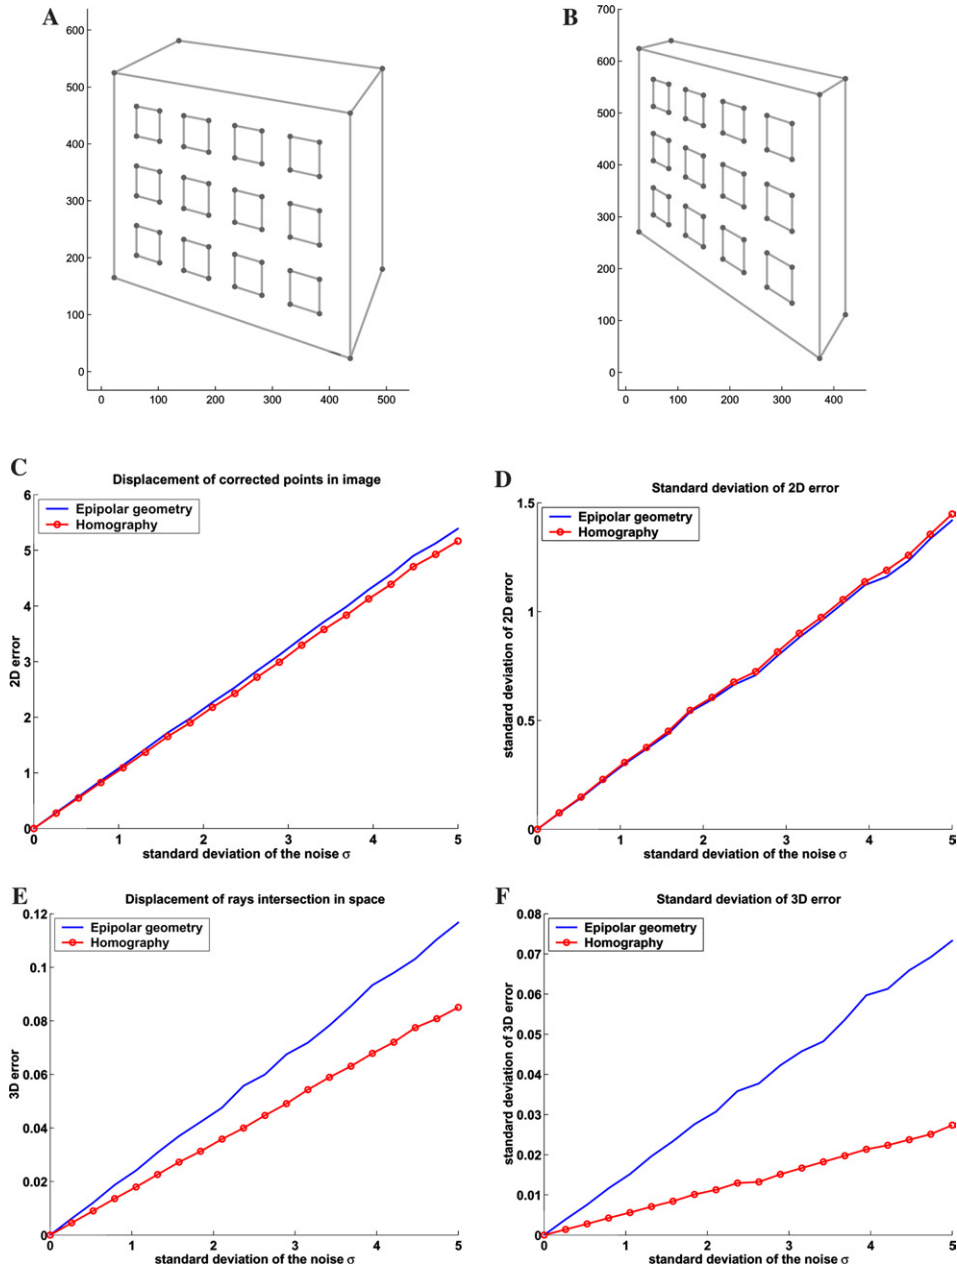 A
600
500
400
300
200
100
0
0 100 200 300 400 500
B
700
600
500
400
300
200
100
0
0 100 200 300 400
C
Displacement of corrected points in image
6
5
4
3
2
1
0
2D error
Epipolar geometry
Homography
0 1 2 3 4 5
standard deviation of the noise σ
D
Standard deviation of 2D error
1.5
1
0.5
0
standard deviation of 2D error
Epipolar geometry
Homography
0 1 2 3 4 5
standard deviation of the noise σ
E
Displacement of rays intersection in space
0.12
0.1
0.08
0.06
0.04
0.02
0
3D error
Epipolar geometry
Homography
0 1 2 3 4 5
standard deviation of the noise σ
F
Standard deviation of 3D error
0.08
0.07
0.06
0.05
0.04
0.03
0.02
0.01
0
standard deviation of 3D error
Epipolar geometry
Homography
0 1 2 3 4 5
standard deviation of the noise σ